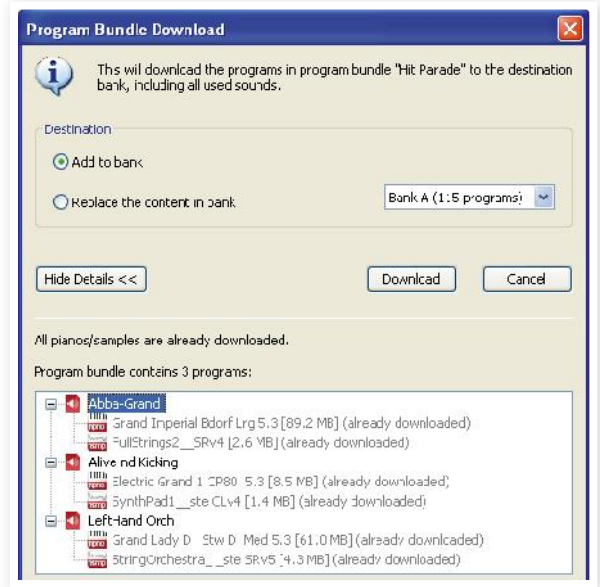 Program Bundle Download
This will download the programs in program bundle "Hit Parade" to the destination
bank, including all used sounds.
Destination
Add to bank
Replace the content in bank
Bank A (115 programs)
Hide Details <<
Download
Cancel
All pianos/samples are already downloaded.
Program bundle contains 3 programs:
Abba-Grand
Grand Imperial Bdorf Lrg 5.3 [89.2 MB] (already downloaded)
FullStrings2__SRv4 [2.6 MB] (already downloaded)
Alive nd Kicking
Electric Grand 1 CP80 5.3 [8.5 MB] (already downloaded)
SynthPad1__ste CLv4 [1.4 MB] (already downloaded)
LeftHand Orch
Grand Lady D Stw D Med 5.3 [61.0 MB] (already downloaded)
StringOrchestra__ste SRv5 [4.3 MB] (already downloaded)